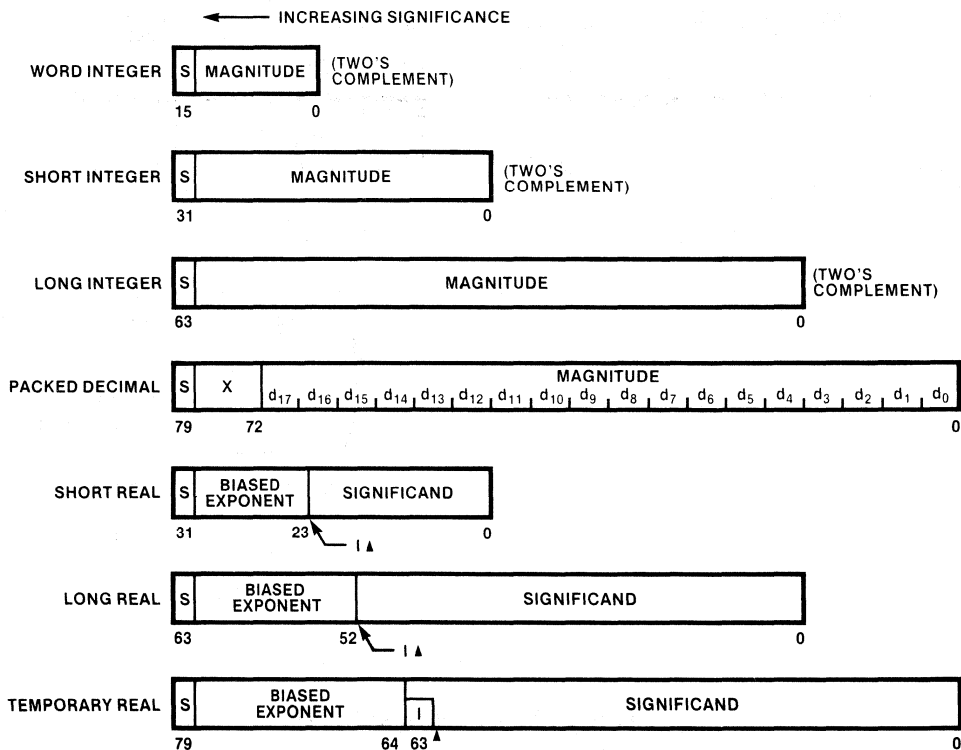 INCREASING SIGNIFICANCE
WORD INTEGER S MAGNITUDE (TWO'S
COMPLEMENT)
15 0
SHORT INTEGER S MAGNITUDE (TWO'S
COMPLEMENT)
31 0
LONG INTEGER S MAGNITUDE (TWO'S
COMPLEMENT)
63 0
PACKED DECIMAL S X MAGNITUDE
d17 d16 d15 d14 d13 d12 d11 d10 d9 d8 d7 d6 d5 d4 d3 d2 d1 d0
79 72 0
SHORT REAL S BIASED
EXPONENT SIGNIFICAND
31 23 0
I ▲
LONG REAL S BIASED
EXPONENT SIGNIFICAND
63 52 0
I ▲
TEMPORARY REAL S BIASED
EXPONENT I SIGNIFICAND
79 64 63 ▲ 0